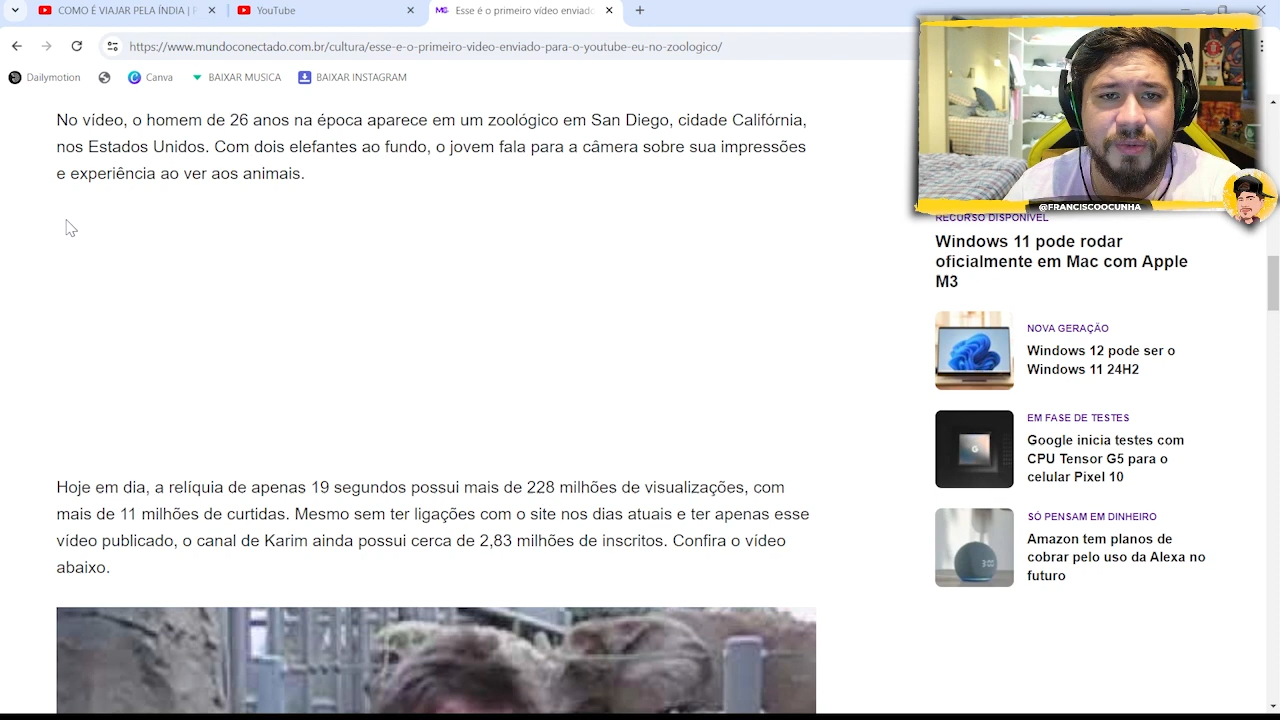 COMO É VIAJAR PELA ÍNDIA | P
YouTube
Esse é o primeiro vídeo enviado
https://www.mundoconectado.com.br/cultura/esse-e-o-primeiro-video-enviado-para-o-youtube-eu-no-zoologico/
Dailymotion
Canva
BAIXAR MUSICA
BAIXAR INSTAGRAM
No vídeo, o homem de 26 anos na época aparece em um zoológico em San Diego, cidade Califórnia,
nos Estados Unidos. Com dois elefantes ao fundo, o jovem fala para a câmera sobre sua impressões
e experiência ao ver aos animais.
Hoje em dia, a relíquia de apenas 19 segundos possui mais de 228 milhões de visualizações, com
mais de 11 milhões de curtidas. Mesmo sem ter ligações com o site nos dias atuais e ter apenas esse
vídeo publicado, o canal de Karim ainda possui cerca de 2,83 milhões de inscritos. Confira o vídeo
abaixo.
@FRANCISCOOCUNHA
RECURSO DISPONÍVEL
Windows 11 pode rodar
oficialmente em Mac com Apple
M3
NOVA GERAÇÃO
Windows 12 pode ser o
Windows 11 24H2
EM FASE DE TESTES
Google inicia testes com
CPU Tensor G5 para o
celular Pixel 10
SÓ PENSAM EM DINHEIRO
Amazon tem planos de
cobrar pelo uso da Alexa no
futuro